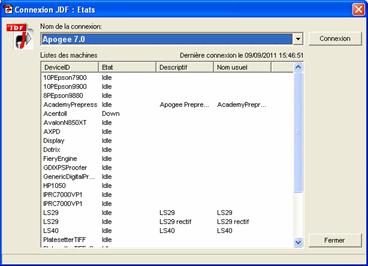 Connexion JDF : Etats
JDF
Nom de la connexion:
Apogee 7.0
Connexion
Listes des machines
Dernière connexion le 09/09/2011 15:46:51
DeviceID Etat Descriptif Nom usuel
10PEpson7900 Idle
10PEpson9900 Idle
8PEpson9880 Idle
AcademyPrepress Idle Apogee Prepre... AcademyPrepr...
Acentoll Down
AvalonN850XT Idle
AXPD Idle
Display Idle
Dotrix Idle
FieryEngine Idle
GDIXPSProofer Idle
GenericDigitalPr... Idle
HP1050 Idle
IPRC7000VP1 Idle
IPRC7000VP1 Idle
LS29 Idle LS29 LS29
LS29 Idle LS29 rectif LS29 rectif
LS40 Idle LS40 LS40
PlatesetterTIFF Idle
Fermer